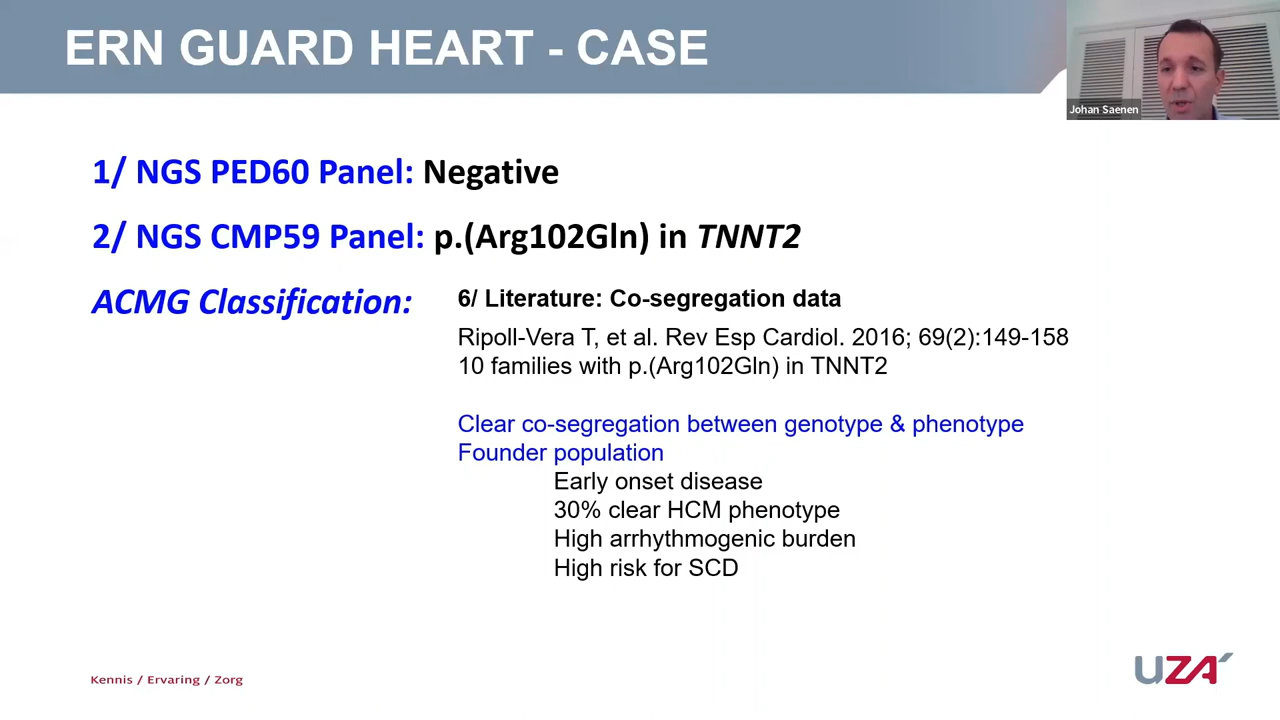 ERN GUARD HEART - CASE
Johan Saenen
1/ NGS PED60 Panel: Negative
2/ NGS CMP59 Panel: p.(Arg102Gln) in TNNT2
ACMG Classification:
6/ Literature: Co-segregation data
Ripoll-Vera T, et al. Rev Esp Cardiol. 2016; 69(2):149-158
10 families with p.(Arg102Gln) in TNNT2
Clear co-segregation between genotype & phenotype
Founder population
Early onset disease
30% clear HCM phenotype
High arrhythmogenic burden
High risk for SCD
Kennis / Ervaring / Zorg
UZA